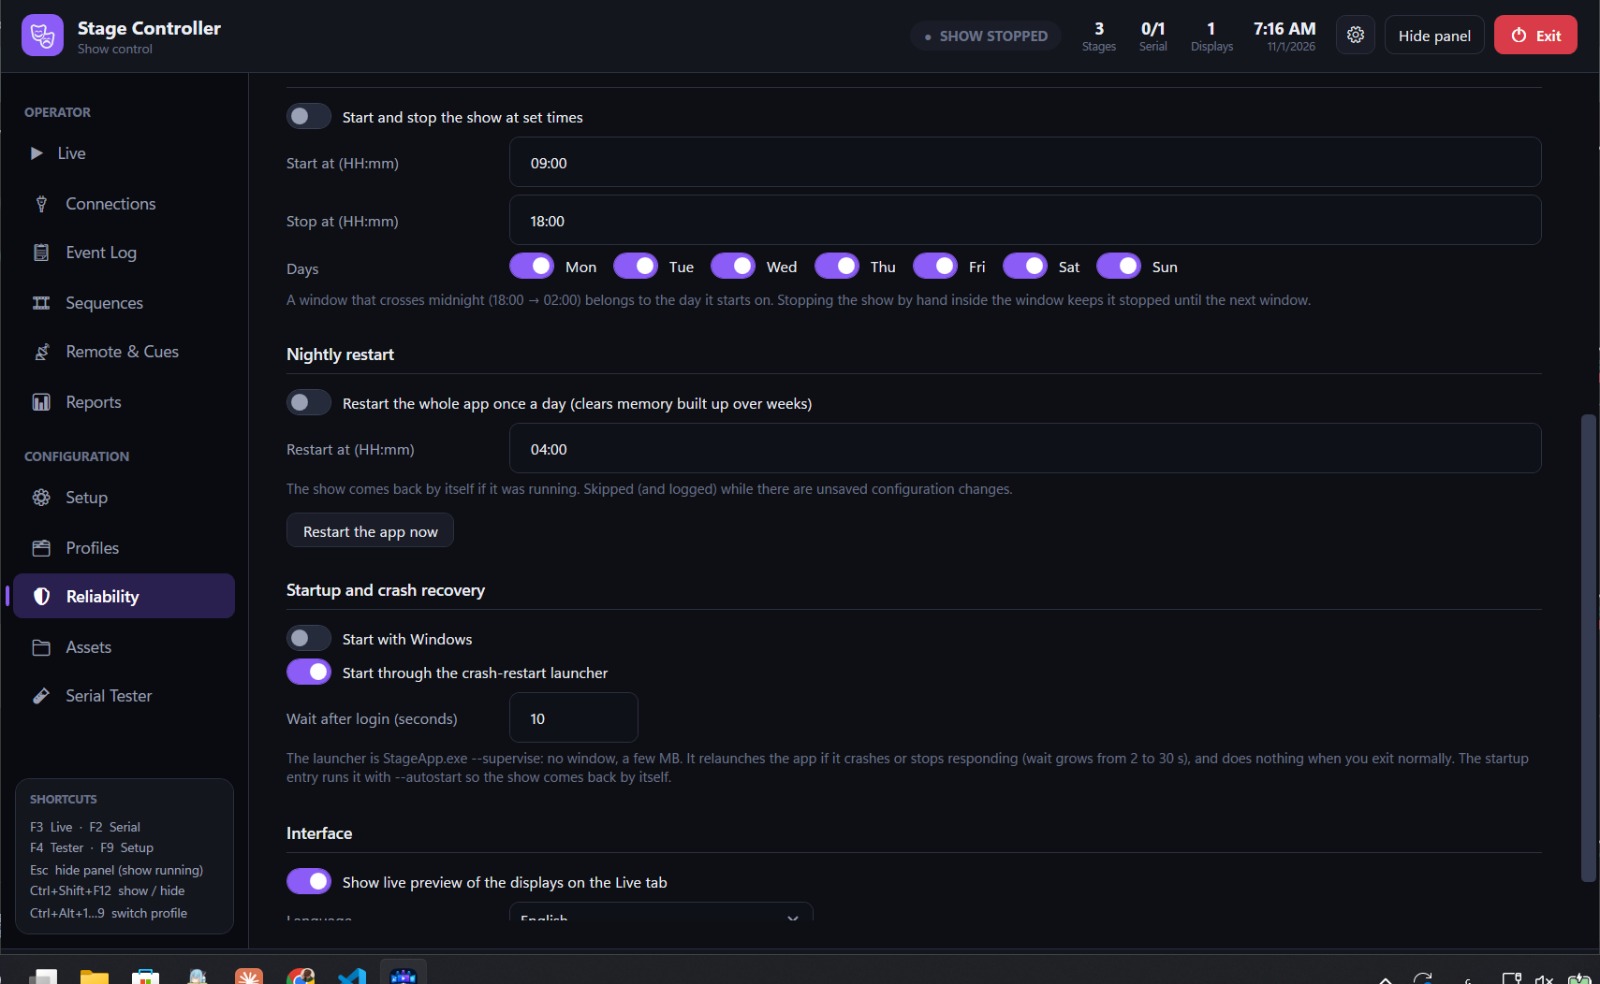 Stage Controller
Show control
SHOW STOPPED
3
Stages
0/1
Serial
1
Displays
7:16 AM
11/1/2026
Hide panel
Exit
OPERATOR
Live
Connections
Event Log
Sequences
Remote & Cues
Reports
CONFIGURATION
Setup
Profiles
Reliability
Assets
Serial Tester
SHORTCUTS
F3 Live · F2 Serial
F4 Tester · F9 Setup
Esc hide panel (show running)
Ctrl+Shift+F12 show / hide
Ctrl+Alt+1...9 switch profile
Start and stop the show at set times
Start at (HH:mm)
09:00
Stop at (HH:mm)
18:00
Days
Mon Tue Wed Thu Fri Sat Sun
A window that crosses midnight (18:00 → 02:00) belongs to the day it starts on. Stopping the show by hand inside the window keeps it stopped until the next window.
Nightly restart
Restart the whole app once a day (clears memory built up over weeks)
Restart at (HH:mm)
04:00
The show comes back by itself if it was running. Skipped (and logged) while there are unsaved configuration changes.
Restart the app now
Startup and crash recovery
Start with Windows
Start through the crash-restart launcher
Wait after login (seconds)
10
The launcher is StageApp.exe --supervise: no window, a few MB. It relaunches the app if it crashes or stops responding (wait grows from 2 to 30 s), and does nothing when you exit normally. The startup
entry runs it with --autostart so the show comes back by itself.
Interface
Show live preview of the displays on the Live tab
Language
English